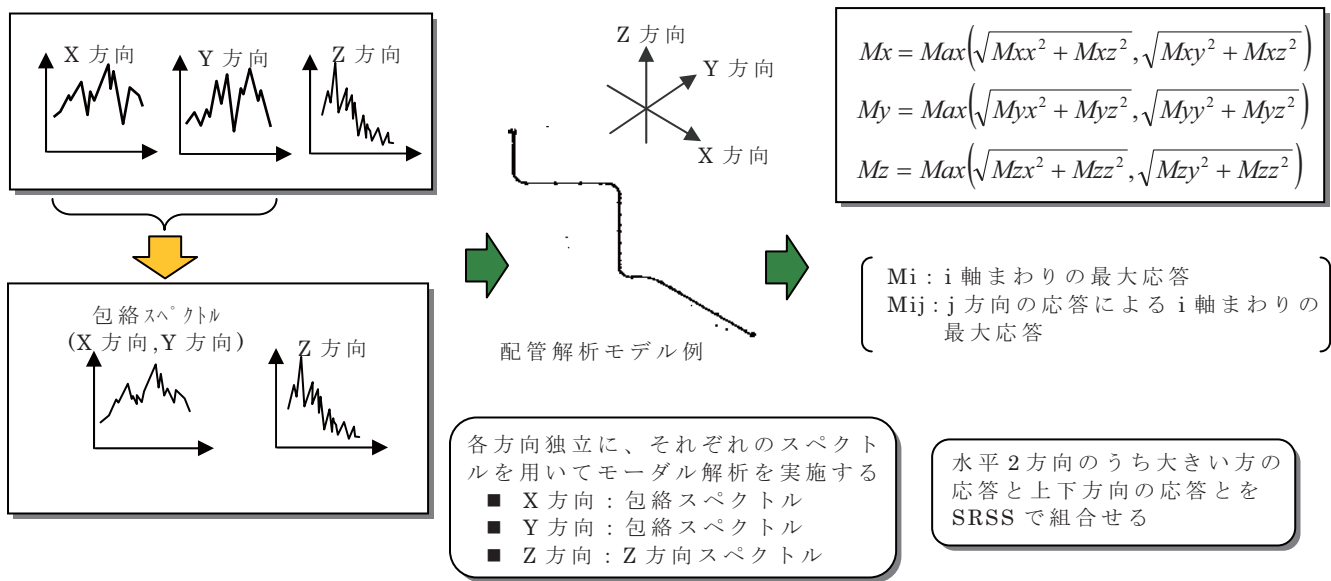 X 方向
Y 方向
Z 方向
包絡スペクトル
(X 方向,Y 方向)
Z 方向
Z 方向
Y 方向
X 方向
配管解析モデル例
各方向独立に、それぞれのスペクト
ルを用いてモーダル解析を実施する
■ X 方向：包絡スペクトル
■ Y 方向：包絡スペクトル
■ Z 方向：Z 方向スペクトル
Mx = Max(√(Mxx² + Mxz²), √(Mxy² + Mxz²))
My = Max(√(Myx² + Myz²), √(Myy² + Myz²))
Mz = Max(√(Mzx² + Mzz²), √(Mzy² + Mzz²))
Mi：i 軸まわりの最大応答
Mij：j 方向の応答による i 軸まわりの
最大応答
水平 2 方向のうち大きい方の
応答と上下方向の応答とを
SRSS で組合せる